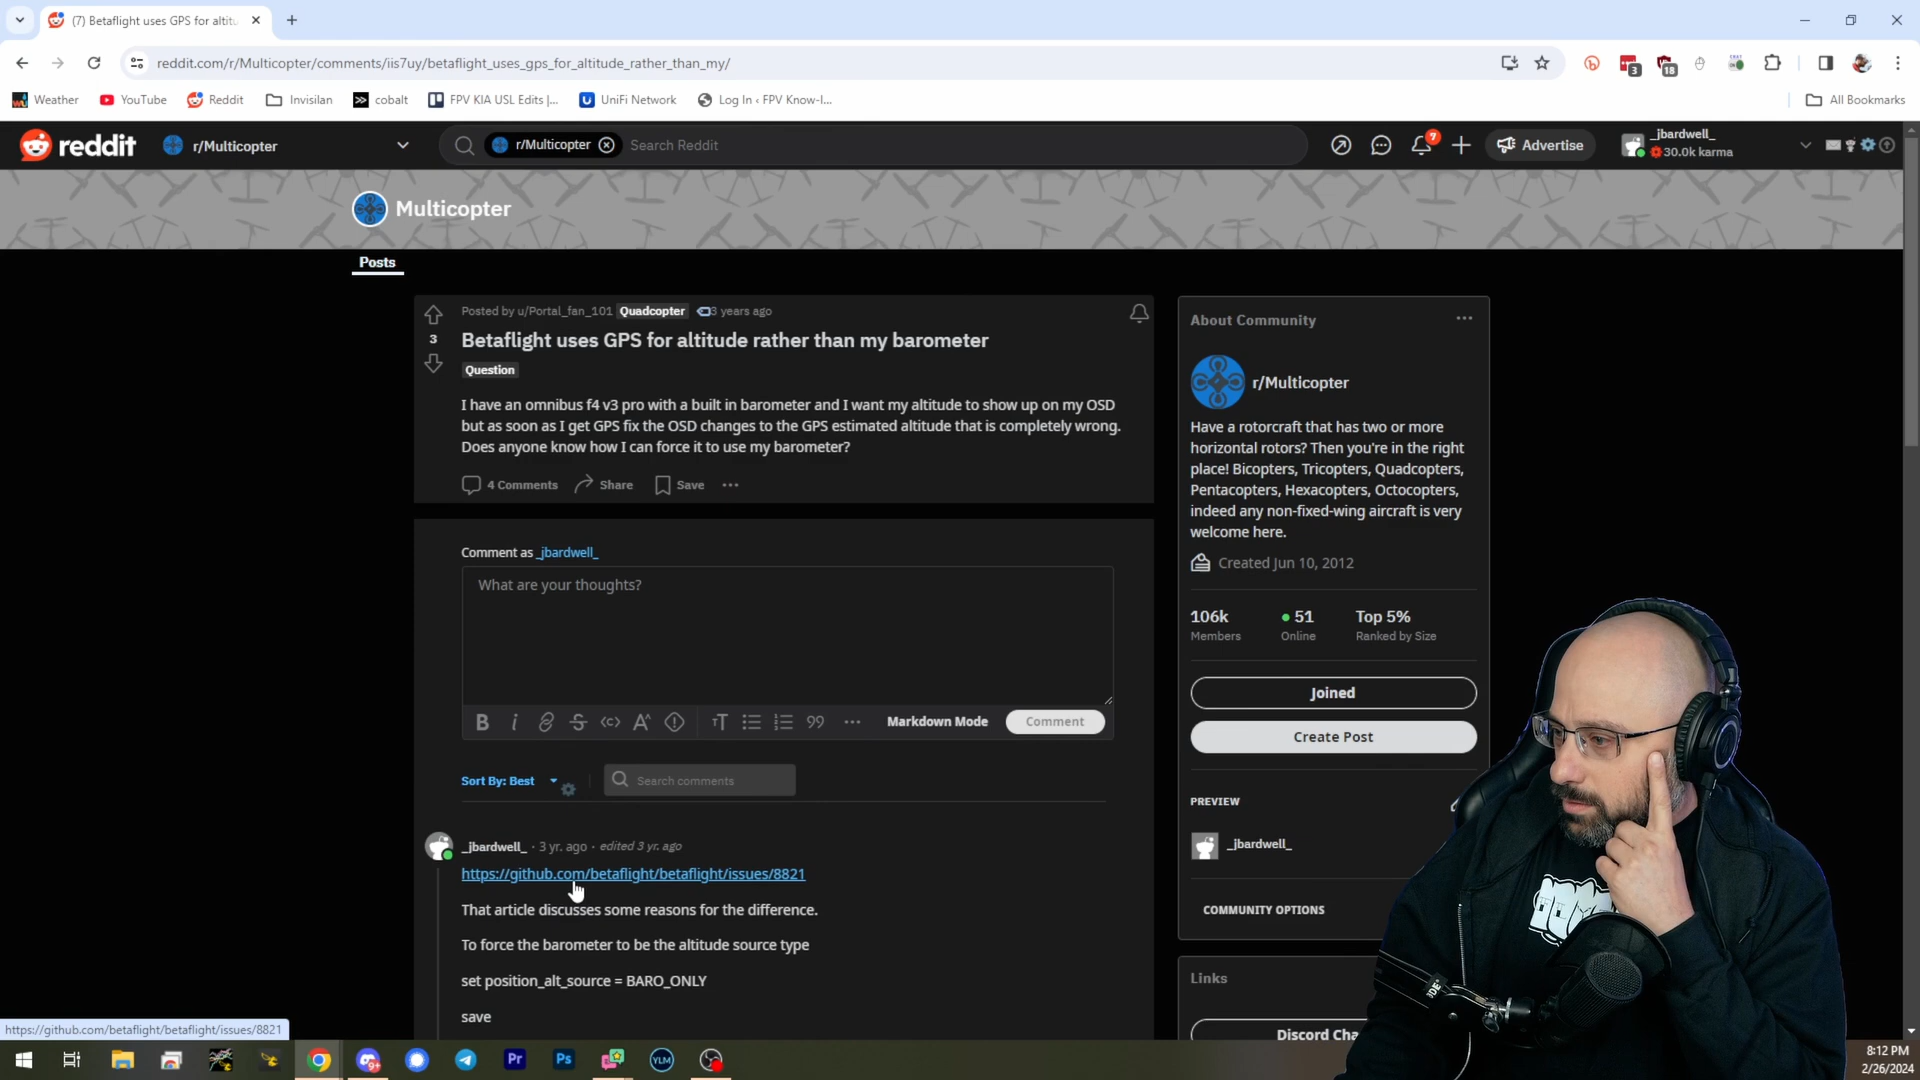 (7) Betaflight uses GPS for altitu
reddit.com/r/Multicopter/comments/iis7uy/betaflight_uses_gps_for_altitude_rather_than_my/
3
18
Weather
YouTube
Reddit
Invisilan
cobalt
FPV KIA USL Edits |...
UniFi Network
Log In ‹ FPV Know-I...
All Bookmarks
reddit
r/Multicopter
r/Multicopter
Search Reddit
7
Advertise
_jbardwell_
30.0k karma
Multicopter
Posts
Posted by u/Portal_fan_101 Quadcopter 3 years ago
3
Betaflight uses GPS for altitude rather than my barometer
Question
I have an omnibus f4 v3 pro with a built in barometer and I want my altitude to show up on my OSD
but as soon as I get GPS fix the OSD changes to the GPS estimated altitude that is completely wrong.
Does anyone know how I can force it to use my barometer?
4 Comments
Share
Save
Comment as _jbardwell_
What are your thoughts?
Markdown Mode
Comment
Sort By: Best
Search comments
_jbardwell_ · 3 yr. ago · edited 3 yr. ago
https://github.com/betaflight/betaflight/issues/8821
That article discusses some reasons for the difference.
To force the barometer to be the altitude source type
set position_alt_source = BARO_ONLY
save
About Community
r/Multicopter
Have a rotorcraft that has two or more
horizontal rotors? Then you're in the right
place! Bicopters, Tricopters, Quadcopters,
Pentacopters, Hexacopters, Octocopters,
indeed any non-fixed-wing aircraft is very
welcome here.
Created Jun 10, 2012
106k
Members
51
Online
Top 5%
Ranked by Size
Joined
Create Post
PREVIEW
_jbardwell_
COMMUNITY OPTIONS
Links
Discord Cha
https://github.com/betaflight/betaflight/issues/8821
9+
Pr
Ps
YLM
8:12 PM
2/26/2024